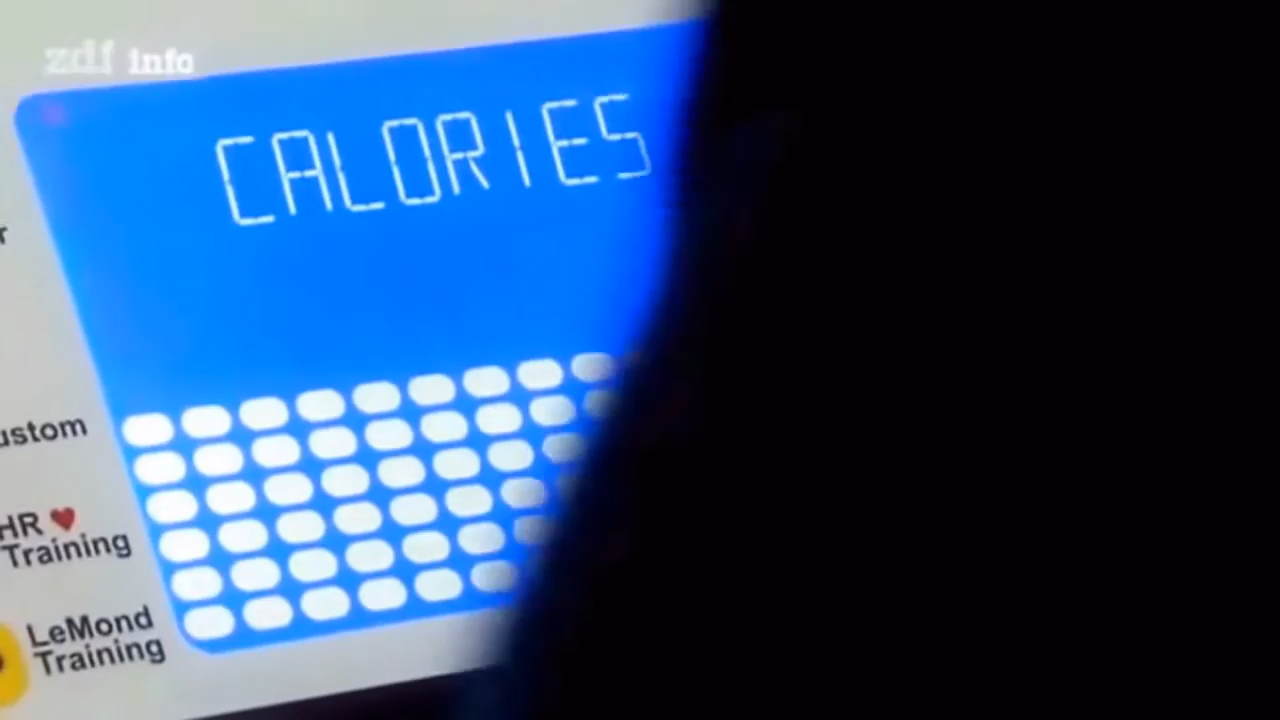 zdf info
CALORIES
r
ustom
HR ❤
Training
LeMond
Training